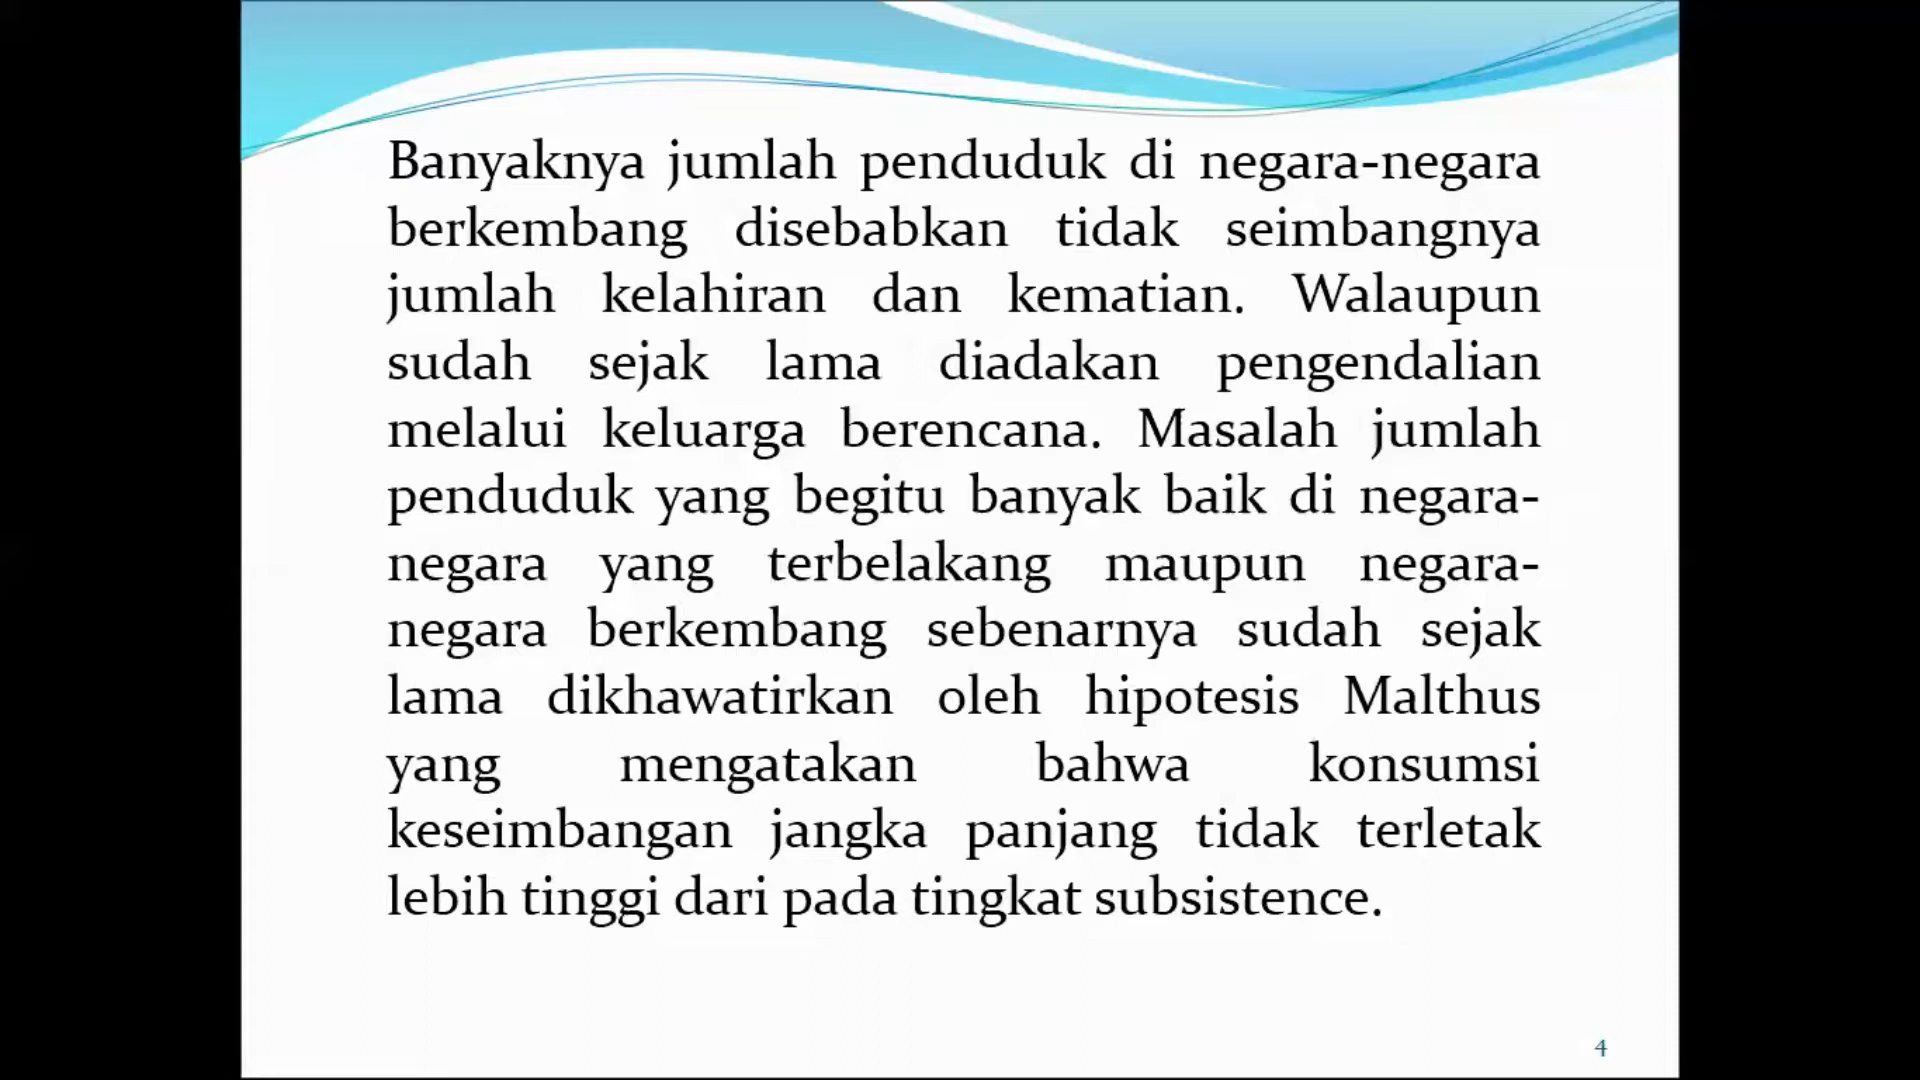 Banyaknya jumlah penduduk di negara-negara
berkembang disebabkan tidak seimbangnya
jumlah kelahiran dan kematian. Walaupun
sudah sejak lama diadakan pengendalian
melalui keluarga berencana. Masalah jumlah
penduduk yang begitu banyak baik di negara-
negara yang terbelakang maupun negara-
negara berkembang sebenarnya sudah sejak
lama dikhawatirkan oleh hipotesis Malthus
yang mengatakan bahwa konsumsi
keseimbangan jangka panjang tidak terletak
lebih tinggi dari pada tingkat subsistence.
4